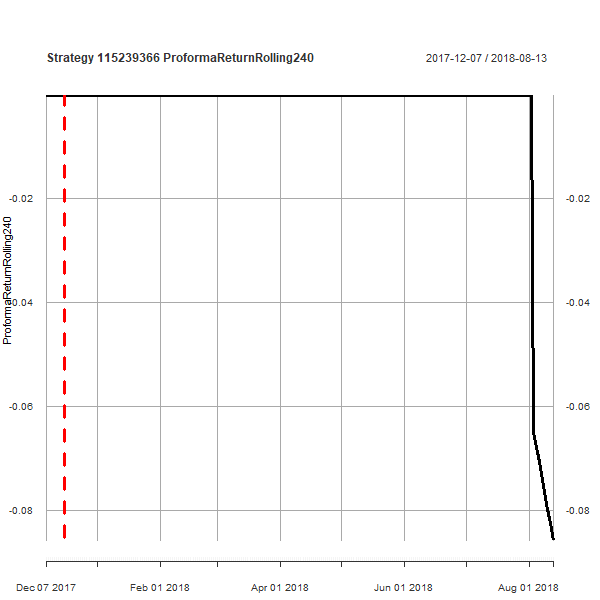 Strategy 115239366 ProformaReturnRolling240
2017-12-07 / 2018-08-13
ProformaReturnRolling240
-0.02
-0.02
-0.04
-0.04
-0.06
-0.06
-0.08
-0.08
Dec 07 2017
Feb 01 2018
Apr 01 2018
Jun 01 2018
Aug 01 2018